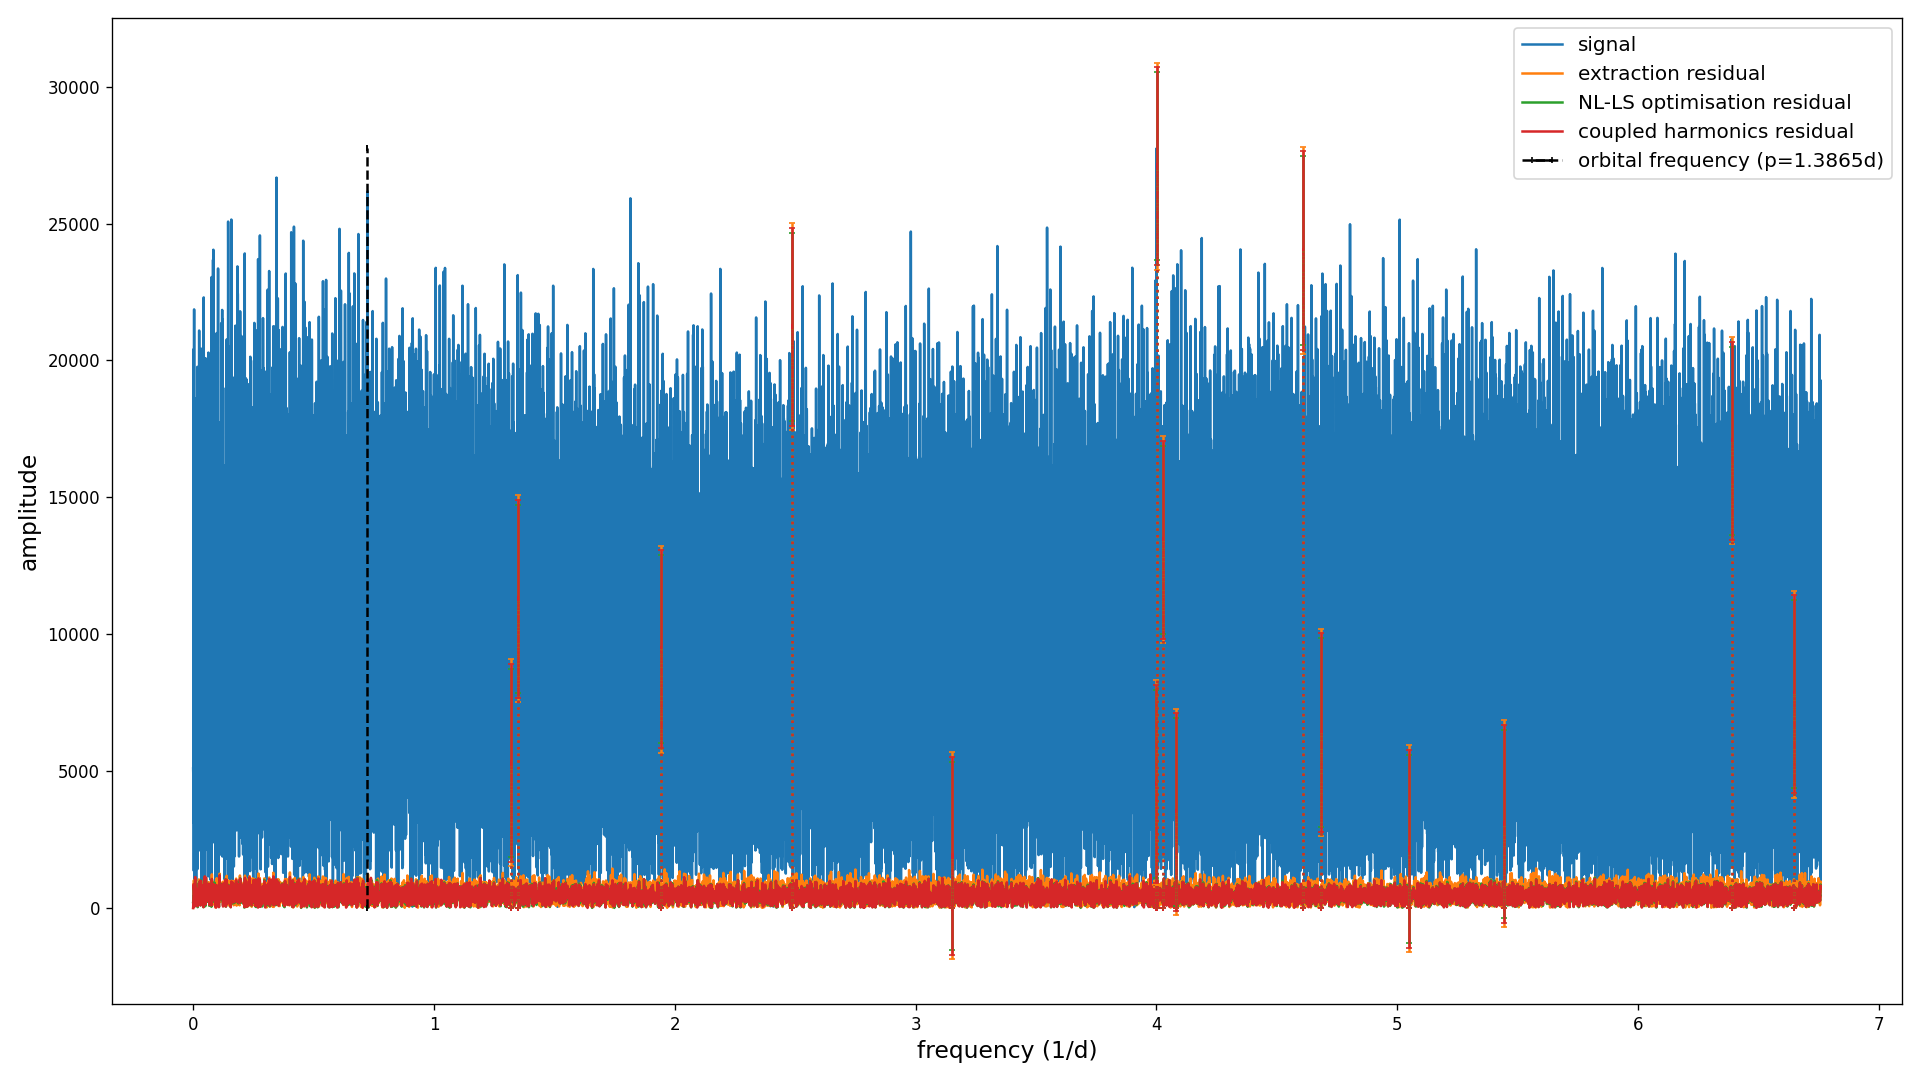 signal
extraction residual
NL-LS optimisation residual
coupled harmonics residual
orbital frequency (p=1.3865d)
30000
25000
20000
15000
10000
5000
0
amplitude
0 1 2 3 4 5 6 7
frequency (1/d)